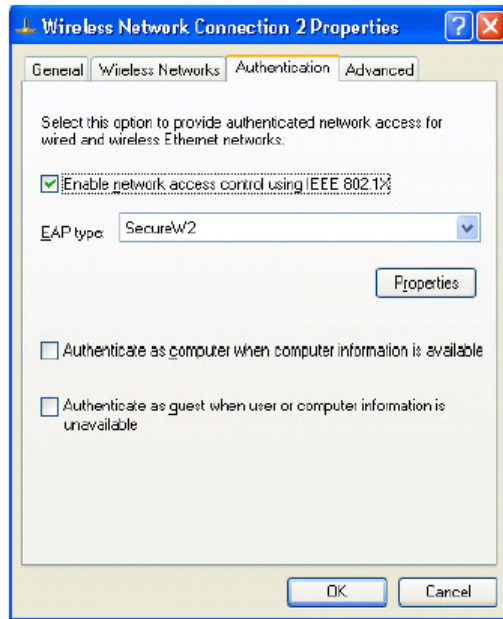 Wireless Network Connection 2 Properties
General Wireless Networks Authentication Advanced
Select this option to provide authenticated network access for
wired and wireless Ethernet networks.
Enable network access control using IEEE 802.1X
EAP type: SecureW2
Properties
Authenticate as computer when computer information is available
Authenticate as guest when user or computer information is
unavailable
OK Cancel